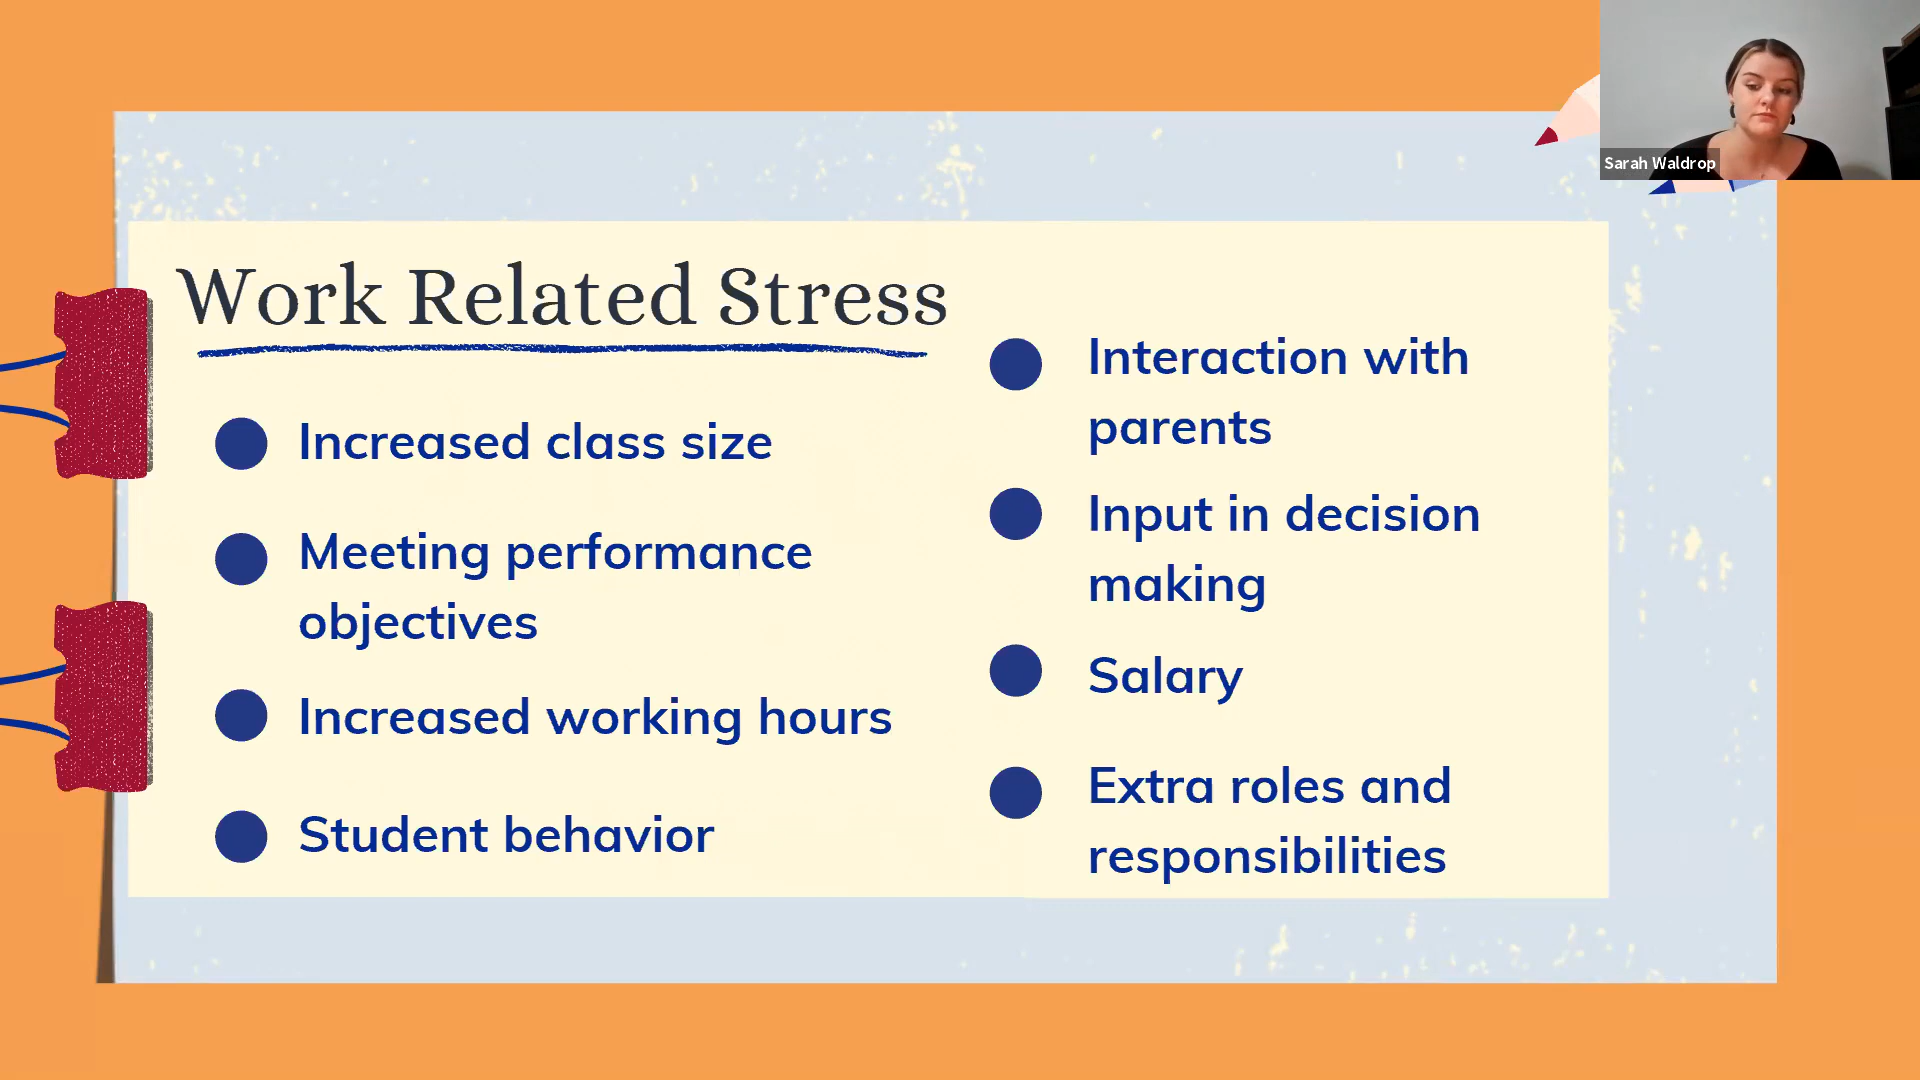 Sarah Waldrop
Work Related Stress
Increased class size
Meeting performance
objectives
Increased working hours
Student behavior
Interaction with
parents
Input in decision
making
Salary
Extra roles and
responsibilities